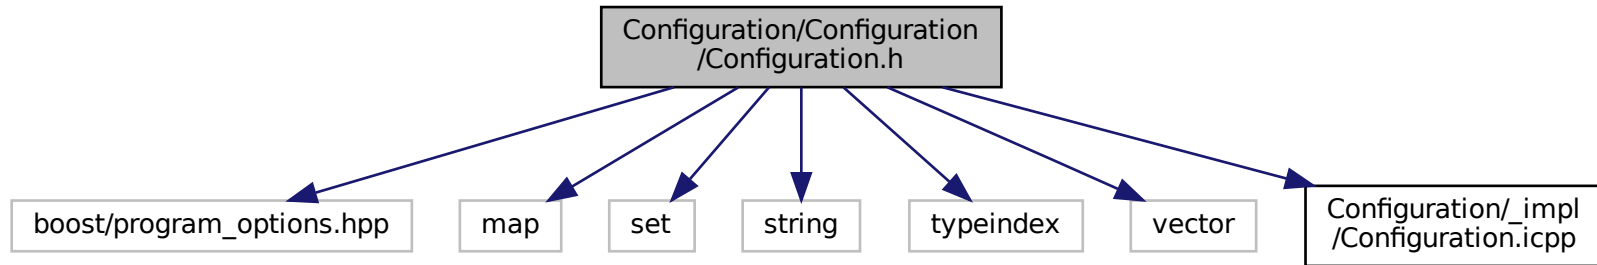 Configuration/Configuration
/Configuration.h
boost/program_options.hpp
map
set
string
typeindex
vector
Configuration/_impl
/Configuration.icpp